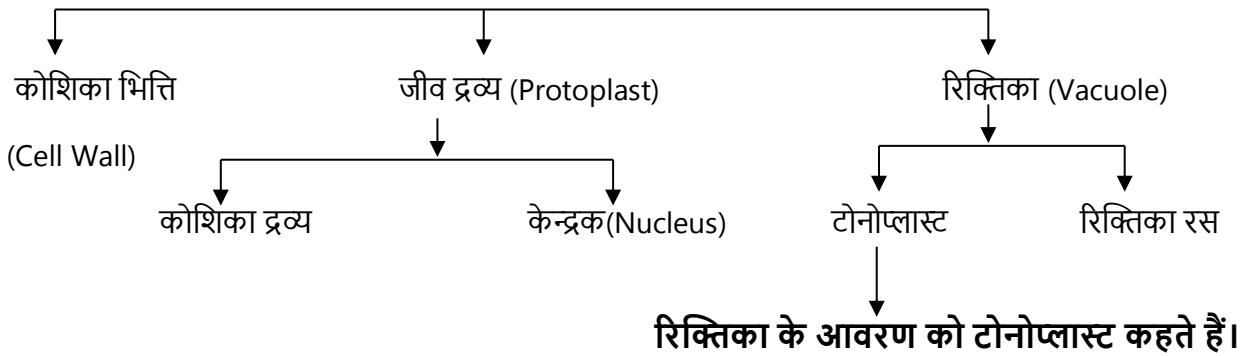 कोशिका भित्ति जीव द्रव्य (Protoplast) रिक्तिका (Vacuole)
(Cell Wall)
कोशिका द्रव्य केन्द्रक(Nucleus) टोनोप्लास्ट रिक्तिका रस
रिक्तिका के आवरण को टोनोप्लास्ट कहते हैं।